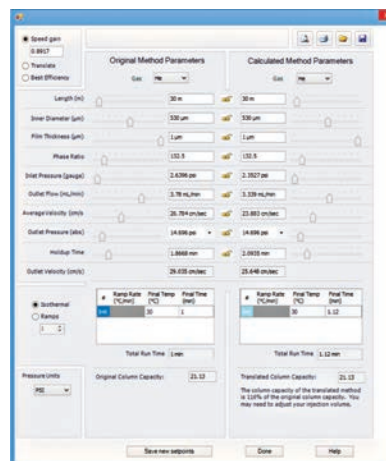 Speed gain
0.8917
Translate
Best Efficiency
Original Method Parameters
Calculated Method Parameters
Gas He
Gas He
Length (m) 30 m 30 m
Inner Diameter (µm) 530 µm 530 µm
Film Thickness (µm) 1 µm 1 µm
Phase Ratio 132.5 132.5
Inlet Pressure (gauge) 2.6396 psi 2.3527 psi
Outlet Flow (mL/min) 3.78 mL/min 3.339 mL/min
Average Velocity (cm/s) 26.784 cm/sec 23.883 cm/sec
Outlet Pressure (abs) 14.696 psi 14.696 psi
Holdup Time 1.8668 min 2.0935 min
Outlet Velocity (cm/s) 29.035 cm/sec 25.648 cm/sec
Isothermal
Ramps
1
# Ramp Rate (°C/min) Final Temp (°C) Final Time (min)
Init 30 1
# Ramp Rate (°C/min) Final Temp (°C) Final Time (min)
Init 30 1.12
Total Run Time 1 min
Total Run Time 1.12 min
Pressure Units
PSI
Original Column Capacity: 21.13
Translated Column Capacity: 21.13
The column capacity of the translated method
is 110% of the original column capacity. You
may need to adjust your injection volume.
Save new setpoints
Done
Help